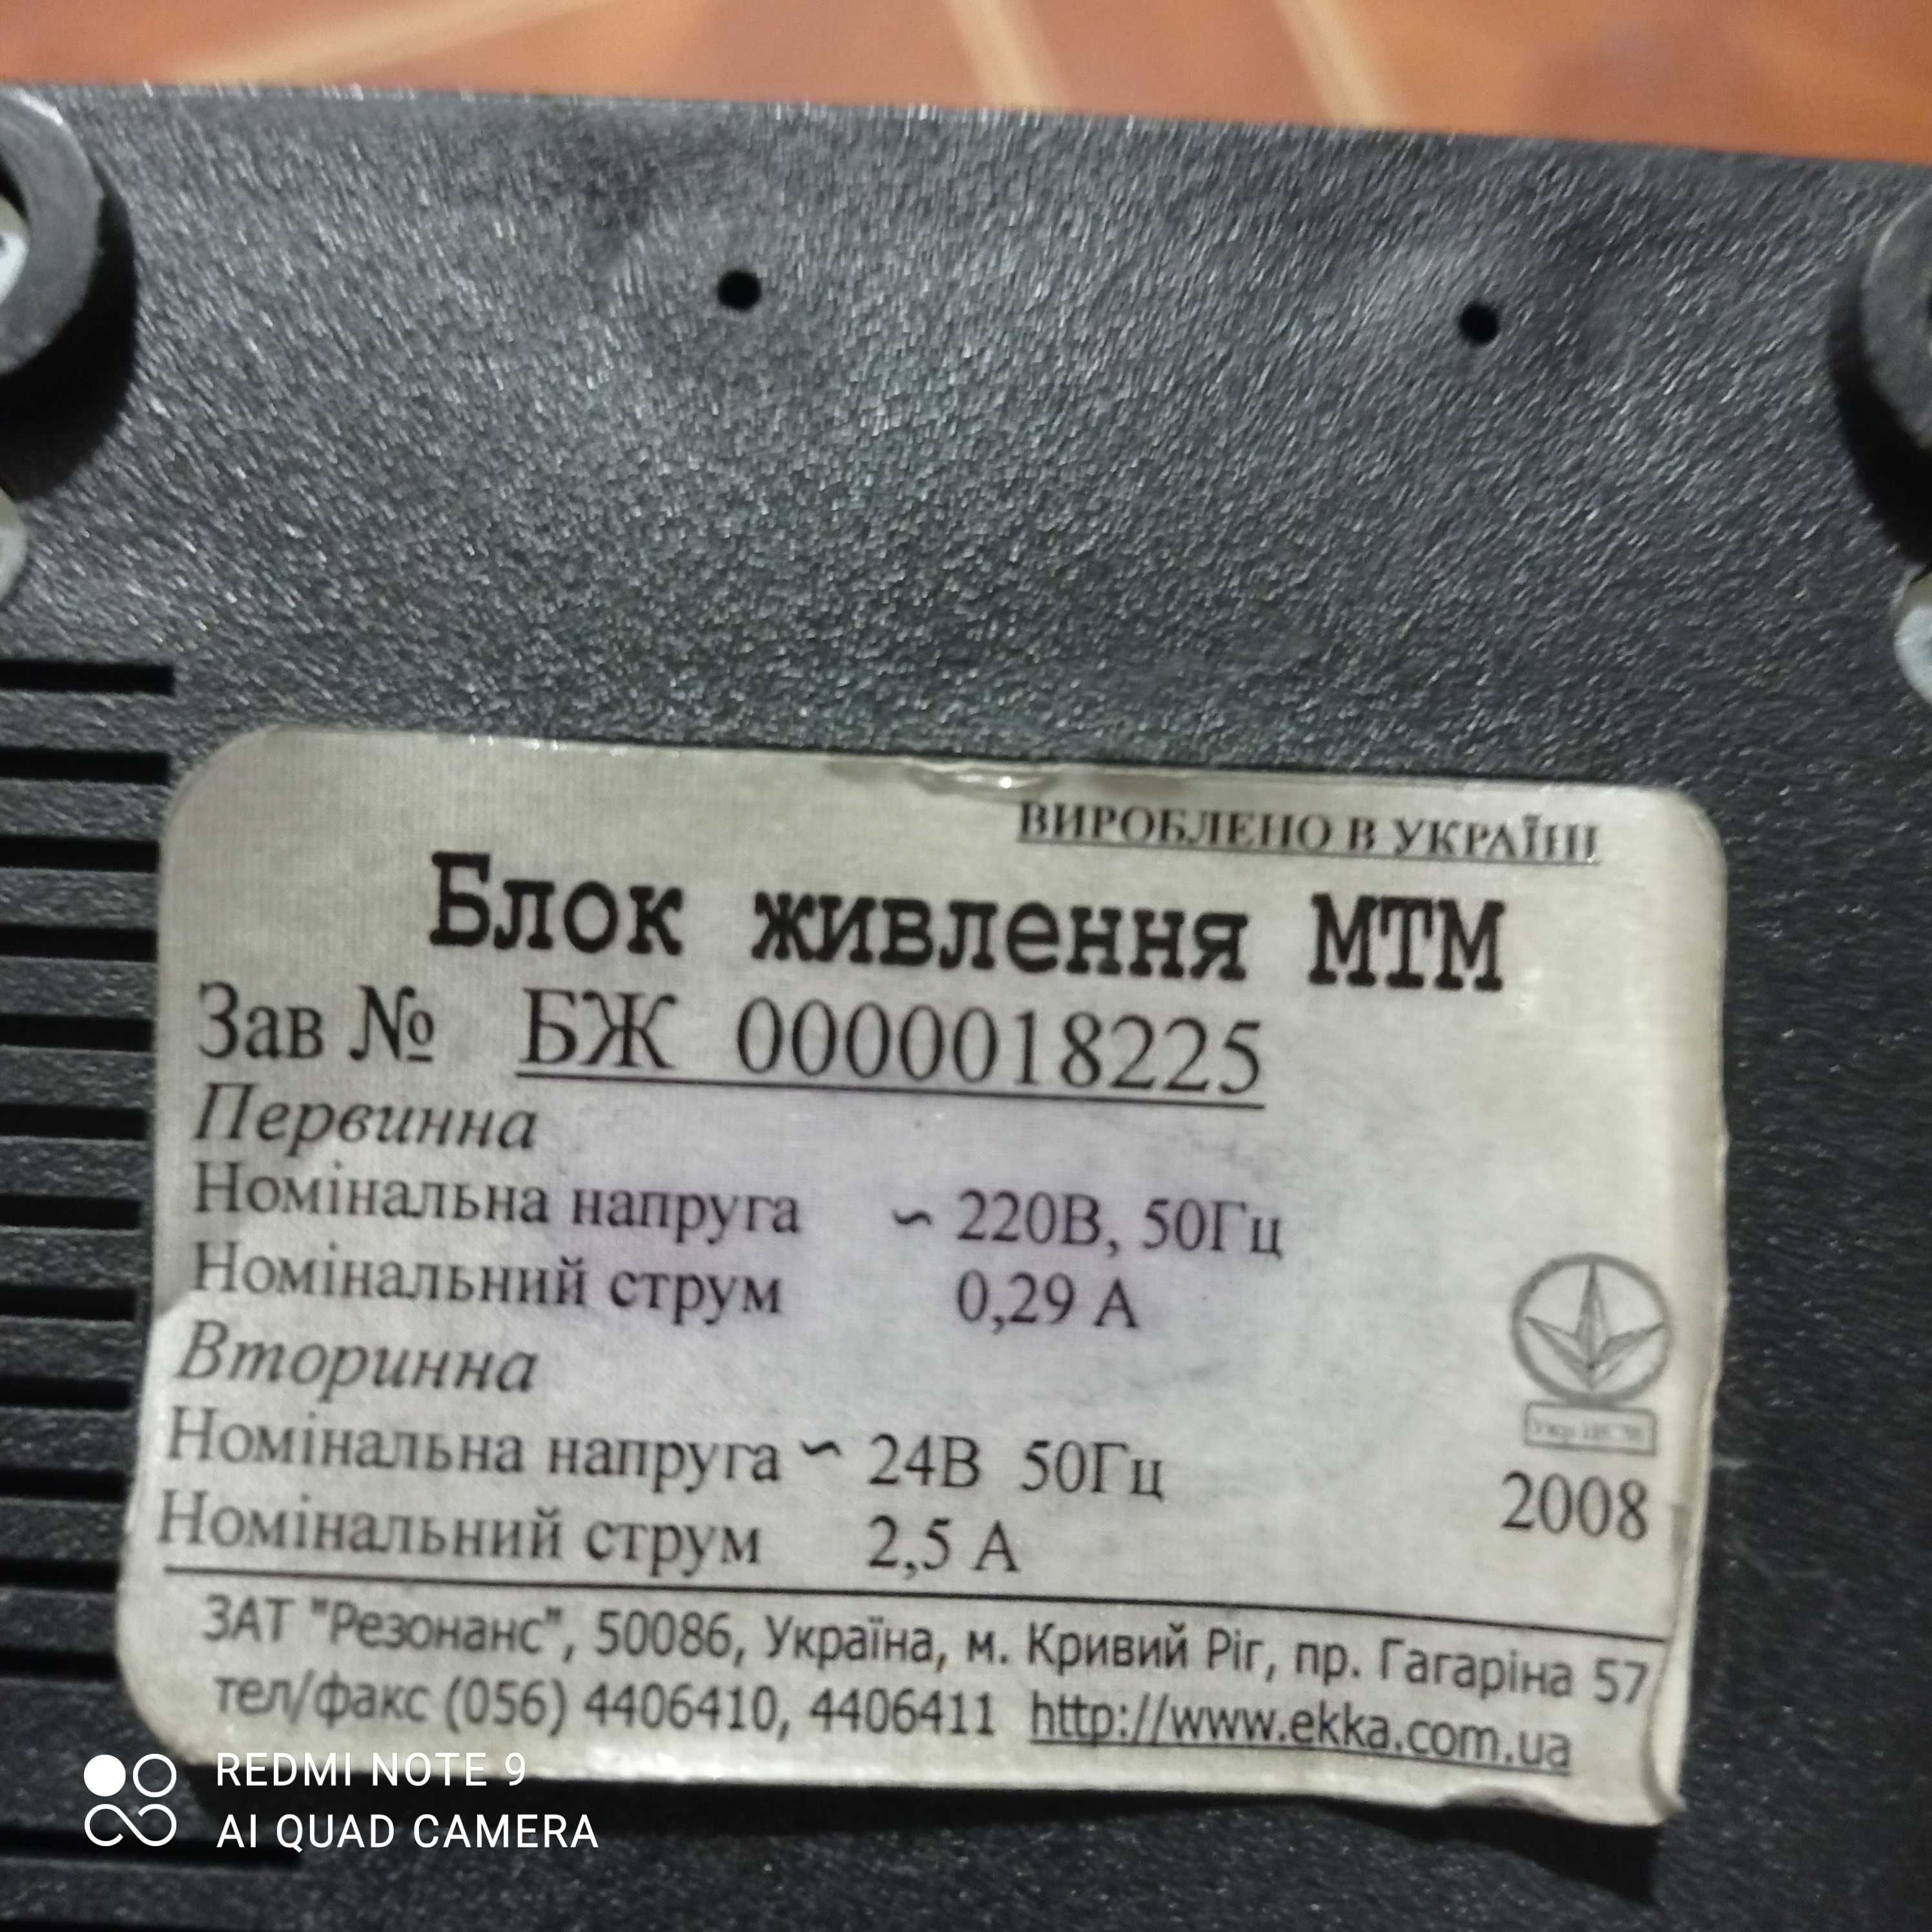 ВИРОБЛЕНО В УКРАЇНІ
Блок живлення МТМ
Зав № БЖ 0000018225
Первинна
Номінальна напруга ~ 220В, 50Гц
Номінальний струм 0,29 А
Вторинна
Номінальна напруга ~ 24В 50Гц
Номінальний струм 2,5 А
2008
ЗАТ "Резонанс", 50086, Україна, м. Кривий Ріг, пр. Гагаріна 57
тел/факс (056) 4406410, 4406411 http://www.ekka.com.ua
REDMI NOTE 9
AI QUAD CAMERA